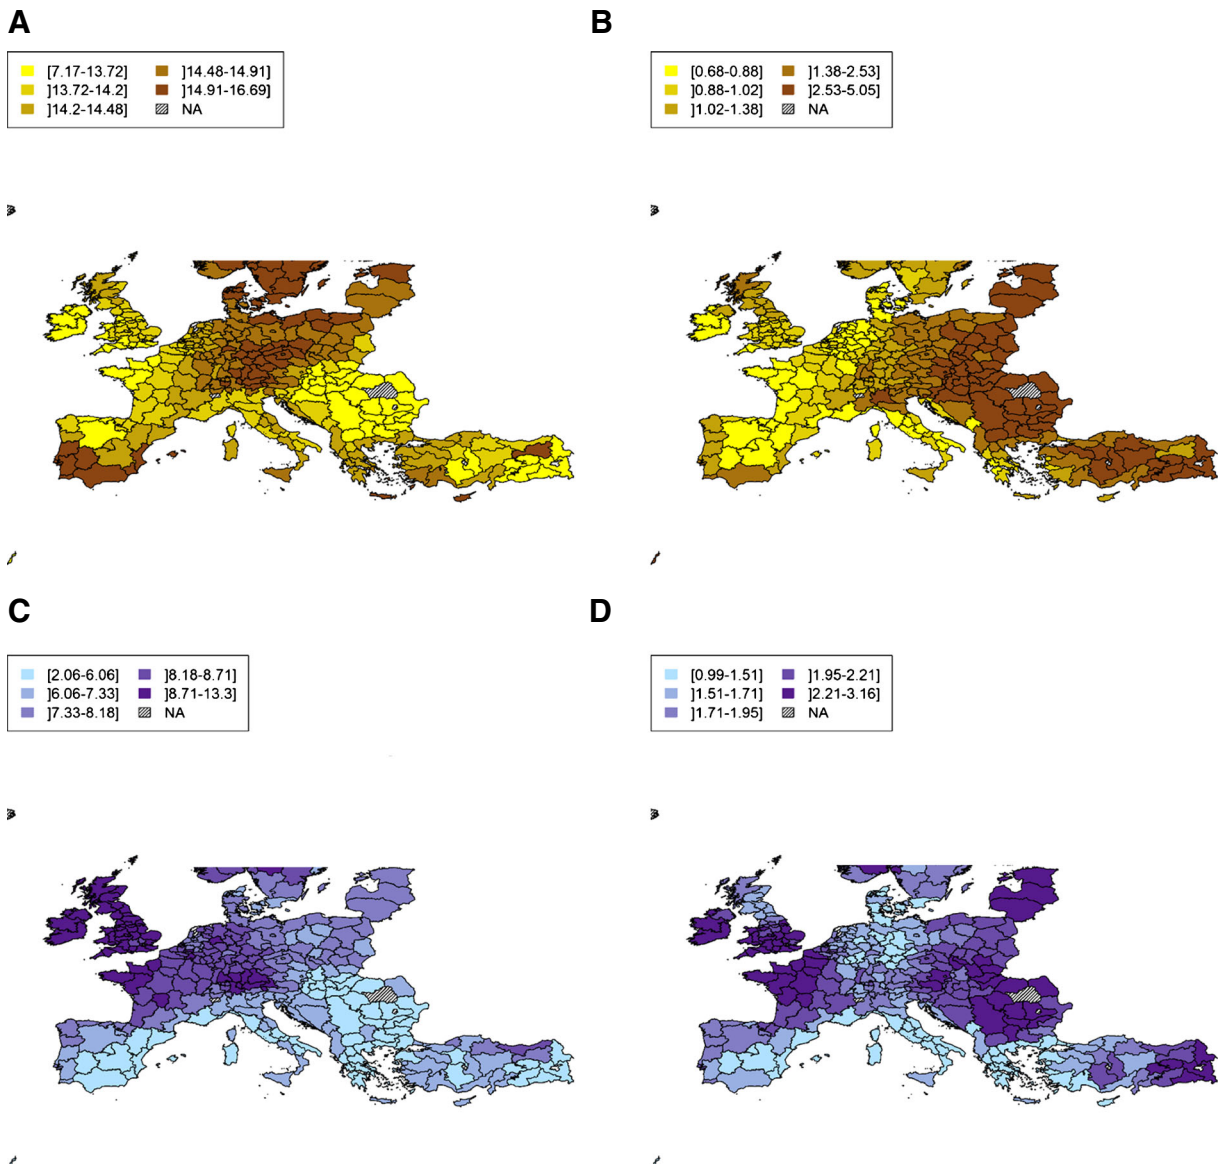 A
B
[7.17-13.72] ]14.48-14.91]
]13.72-14.2] ]14.91-16.69]
]14.2-14.48] NA
[0.68-0.88] ]1.38-2.53]
]0.88-1.02] ]2.53-5.05]
]1.02-1.38] NA
C
D
[2.06-6.06] ]8.18-8.71]
]6.06-7.33] ]8.71-13.3]
]7.33-8.18] NA
[0.99-1.51] ]1.95-2.21]
]1.51-1.71] ]2.21-3.16]
]1.71-1.95] NA